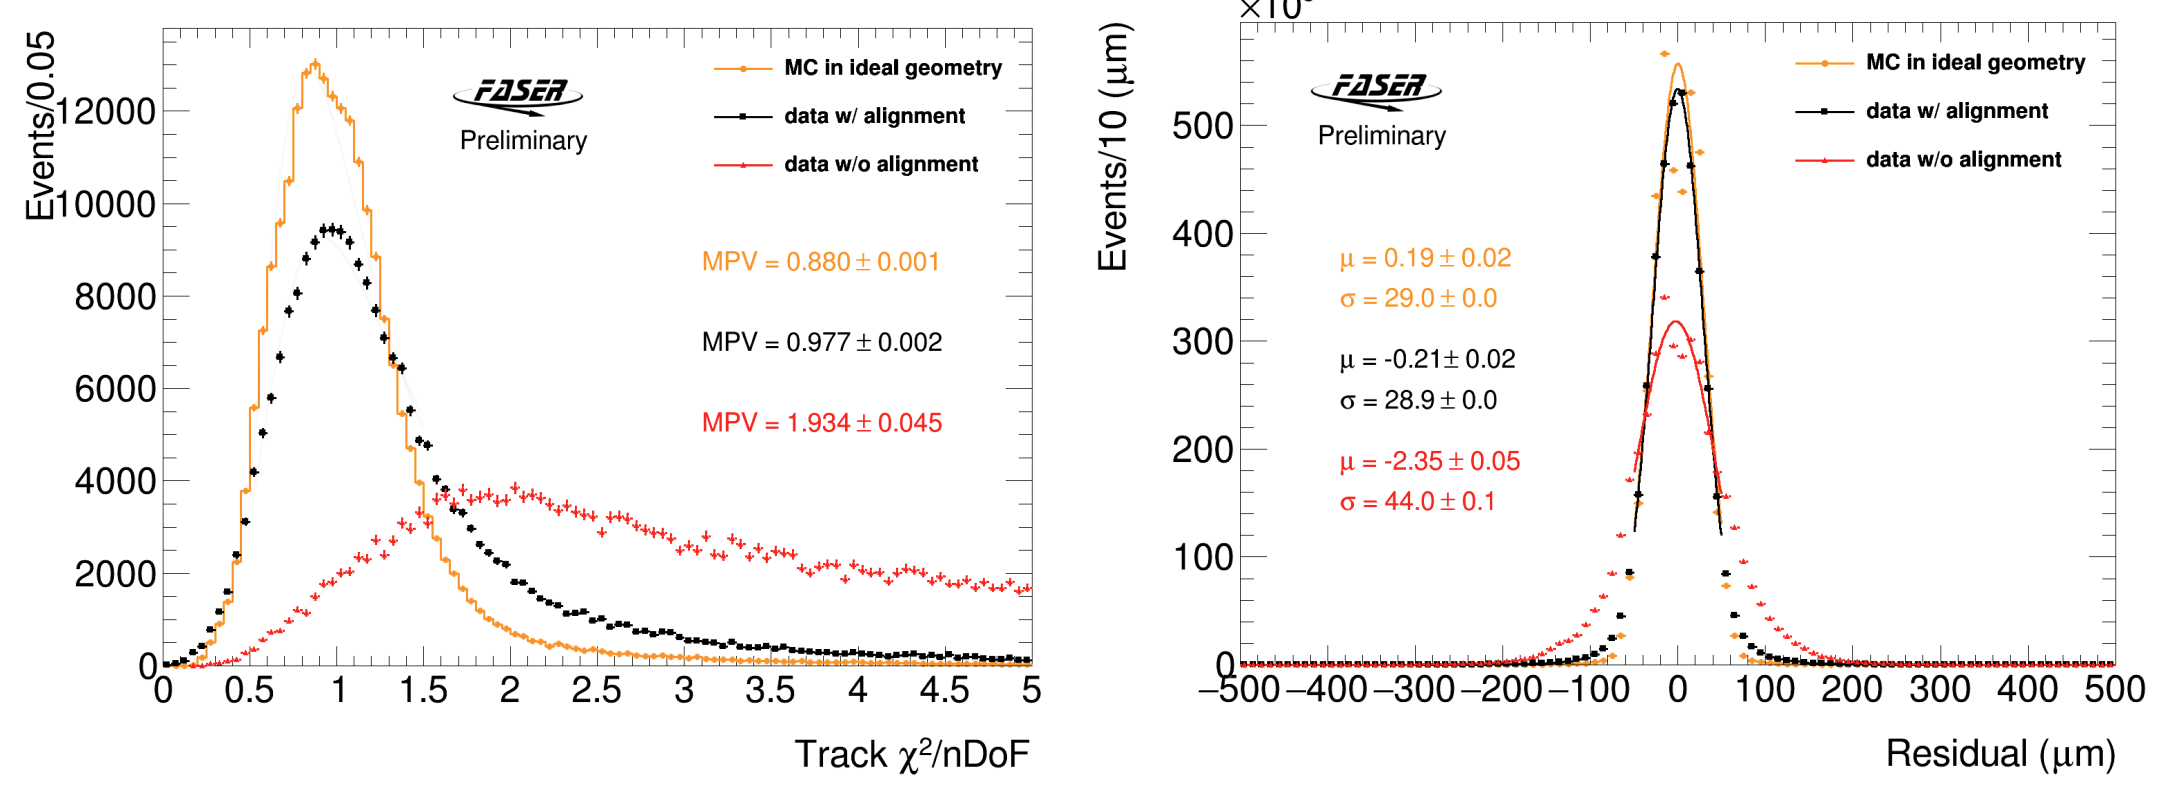 Events/0.05
12000
10000
8000
6000
4000
2000
0
0 0.5 1 1.5 2 2.5 3 3.5 4 4.5 5
Track χ²/nDoF
FASER
Preliminary
MC in ideal geometry
data w/ alignment
data w/o alignment
MPV = 0.880 ± 0.001
MPV = 0.977 ± 0.002
MPV = 1.934 ± 0.045
Events/10 (μm)
500
400
300
200
100
0
−500 −400 −300 −200 −100 0 100 200 300 400 500
Residual (μm)
FASER
Preliminary
MC in ideal geometry
data w/ alignment
data w/o alignment
μ = 0.19 ± 0.02
σ = 29.0 ± 0.0
μ = -0.21 ± 0.02
σ = 28.9 ± 0.0
μ = -2.35 ± 0.05
σ = 44.0 ± 0.1